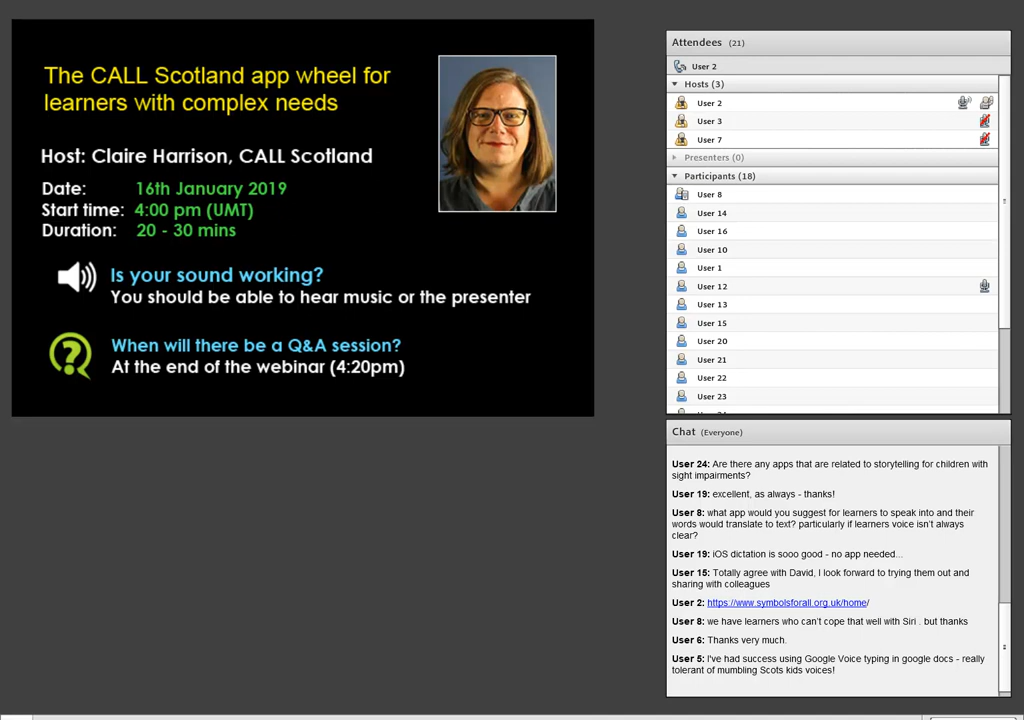 The CALL Scotland app wheel for
learners with complex needs
Host: Claire Harrison, CALL Scotland
Date: 16th January 2019
Start time: 4:00 pm (UMT)
Duration: 20 - 30 mins
Is your sound working?
You should be able to hear music or the presenter
When will there be a Q&A session?
At the end of the webinar (4:20pm)
Attendees (21)
User 2
Hosts (3)
User 2
User 3
User 7
Presenters (0)
Participants (18)
User 8
User 14
User 16
User 10
User 1
User 12
User 13
User 15
User 20
User 21
User 22
User 23
Chat (Everyone)
User 24: Are there any apps that are related to storytelling for children with
sight impairments?
User 19: excellent, as always - thanks!
User 8: what app would you suggest for learners to speak into and their
words would translate to text? particularly if learners voice isn't always
clear?
User 19: iOS dictation is sooo good - no app needed...
User 15: Totally agree with David, I look forward to trying them out and
sharing with colleagues
User 2: https://www.symbolsforall.org.uk/home/
User 8: we have learners who can't cope that well with Siri . but thanks
User 6: Thanks very much.
User 5: I've had success using Google Voice typing in google docs - really
tolerant of mumbling Scots kids voices!